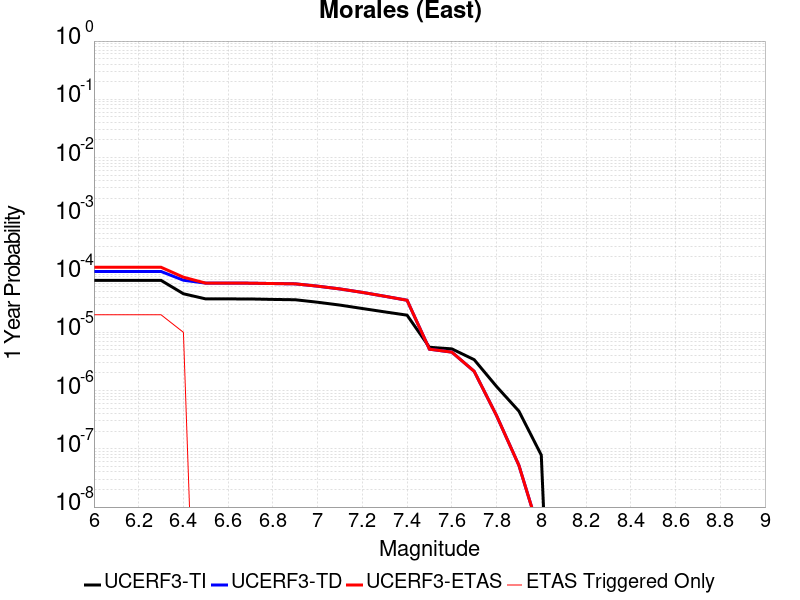 Morales (East)
10^0
10^-1
10^-2
10^-3
10^-4
10^-5
10^-6
10^-7
10^-8
1 Year Probability
6 6.2 6.4 6.6 6.8 7 7.2 7.4 7.6 7.8 8 8.2 8.4 8.6 8.8 9
Magnitude
UCERF3-TI UCERF3-TD UCERF3-ETAS ETAS Triggered Only